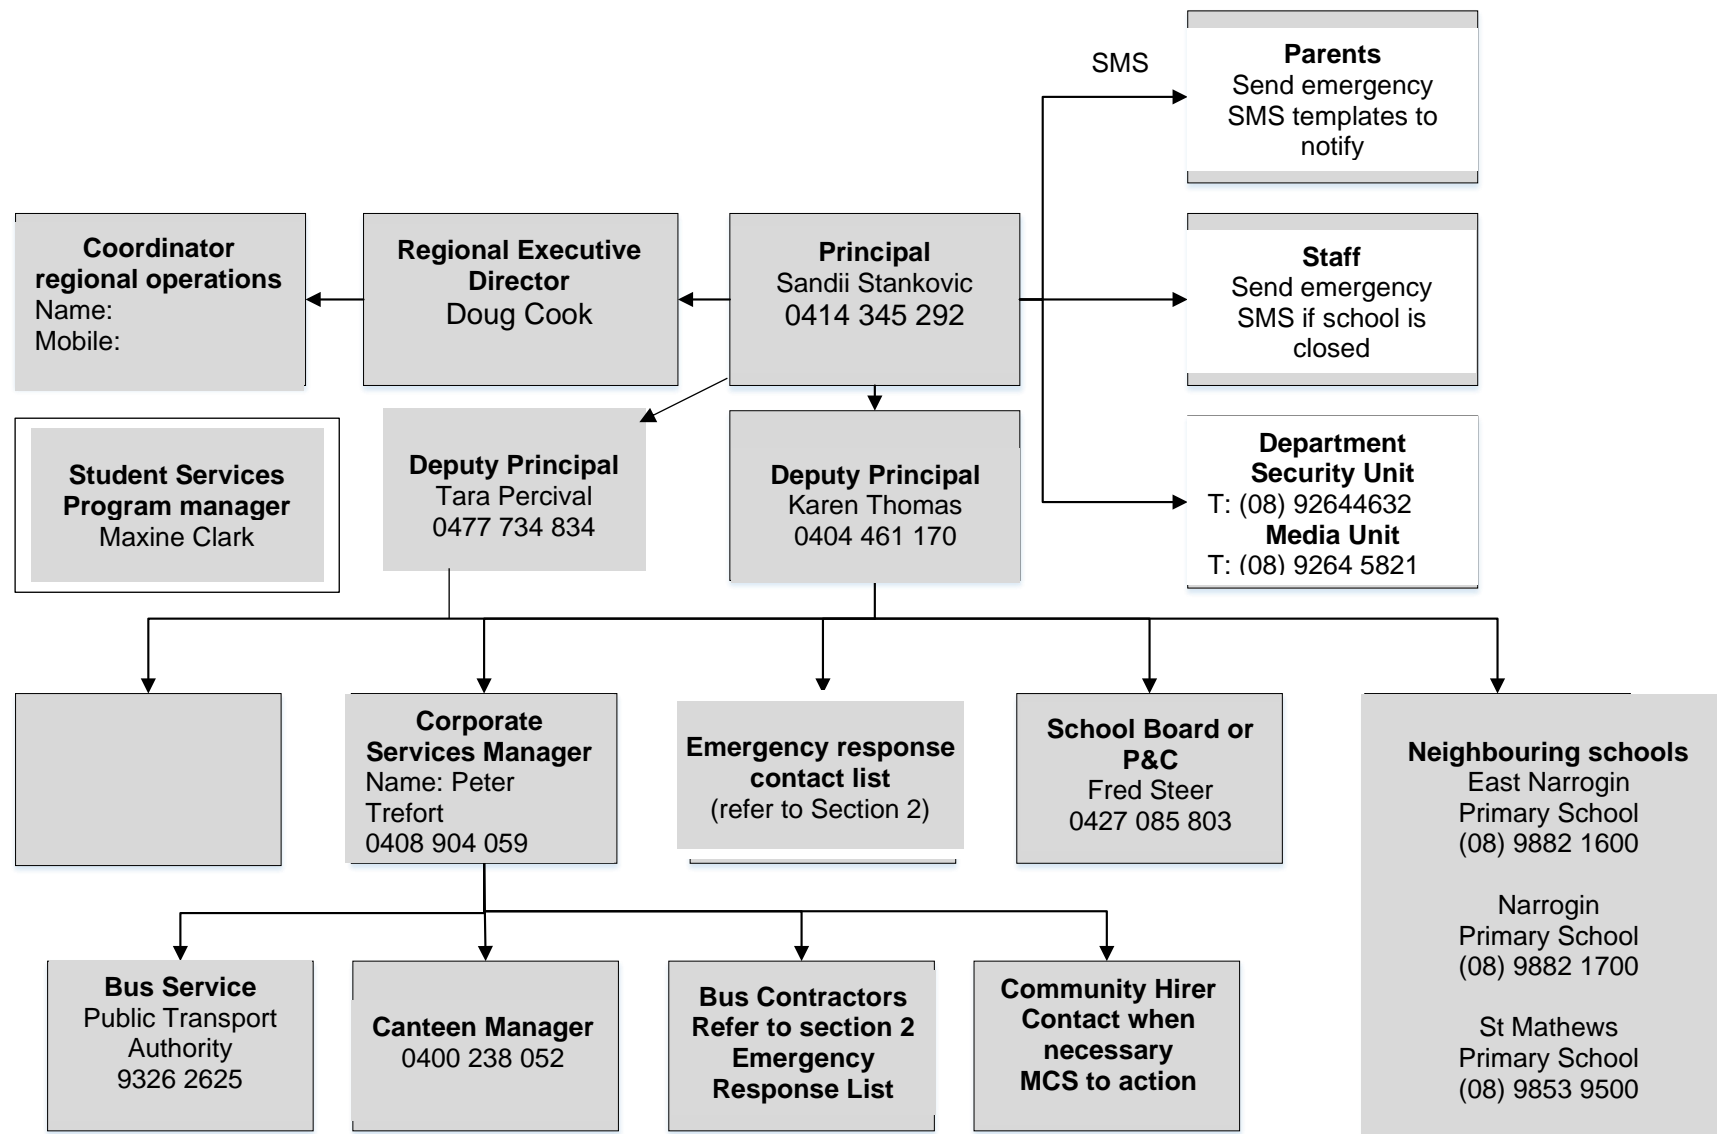 SMS
Parents
Send emergency
SMS templates to
notify
Coordinator
regional operations
Name:
Mobile:
Regional Executive
Director
Doug Cook
Principal
Sandii Stankovic
0414 345 292
Staff
Send emergency
SMS if school is
closed
Student Services
Program manager
Maxine Clark
Deputy Principal
Tara Percival
0477 734 834
Deputy Principal
Karen Thomas
0404 461 170
Department
Security Unit
T: (08) 92644632
Media Unit
T: (08) 9264 5821
Corporate
Services Manager
Name: Peter
Trefort
0408 904 059
Emergency response
contact list
(refer to Section 2)
School Board or
P&C
Fred Steer
0427 085 803
Neighbouring schools
East Narrogin
Primary School
(08) 9882 1600
Narrogin
Primary School
(08) 9882 1700
St Mathews
Primary School
(08) 9853 9500
Bus Service
Public Transport
Authority
9326 2625
Canteen Manager
0400 238 052
Bus Contractors
Refer to section 2
Emergency
Response List
Community Hirer
Contact when
necessary
MCS to action